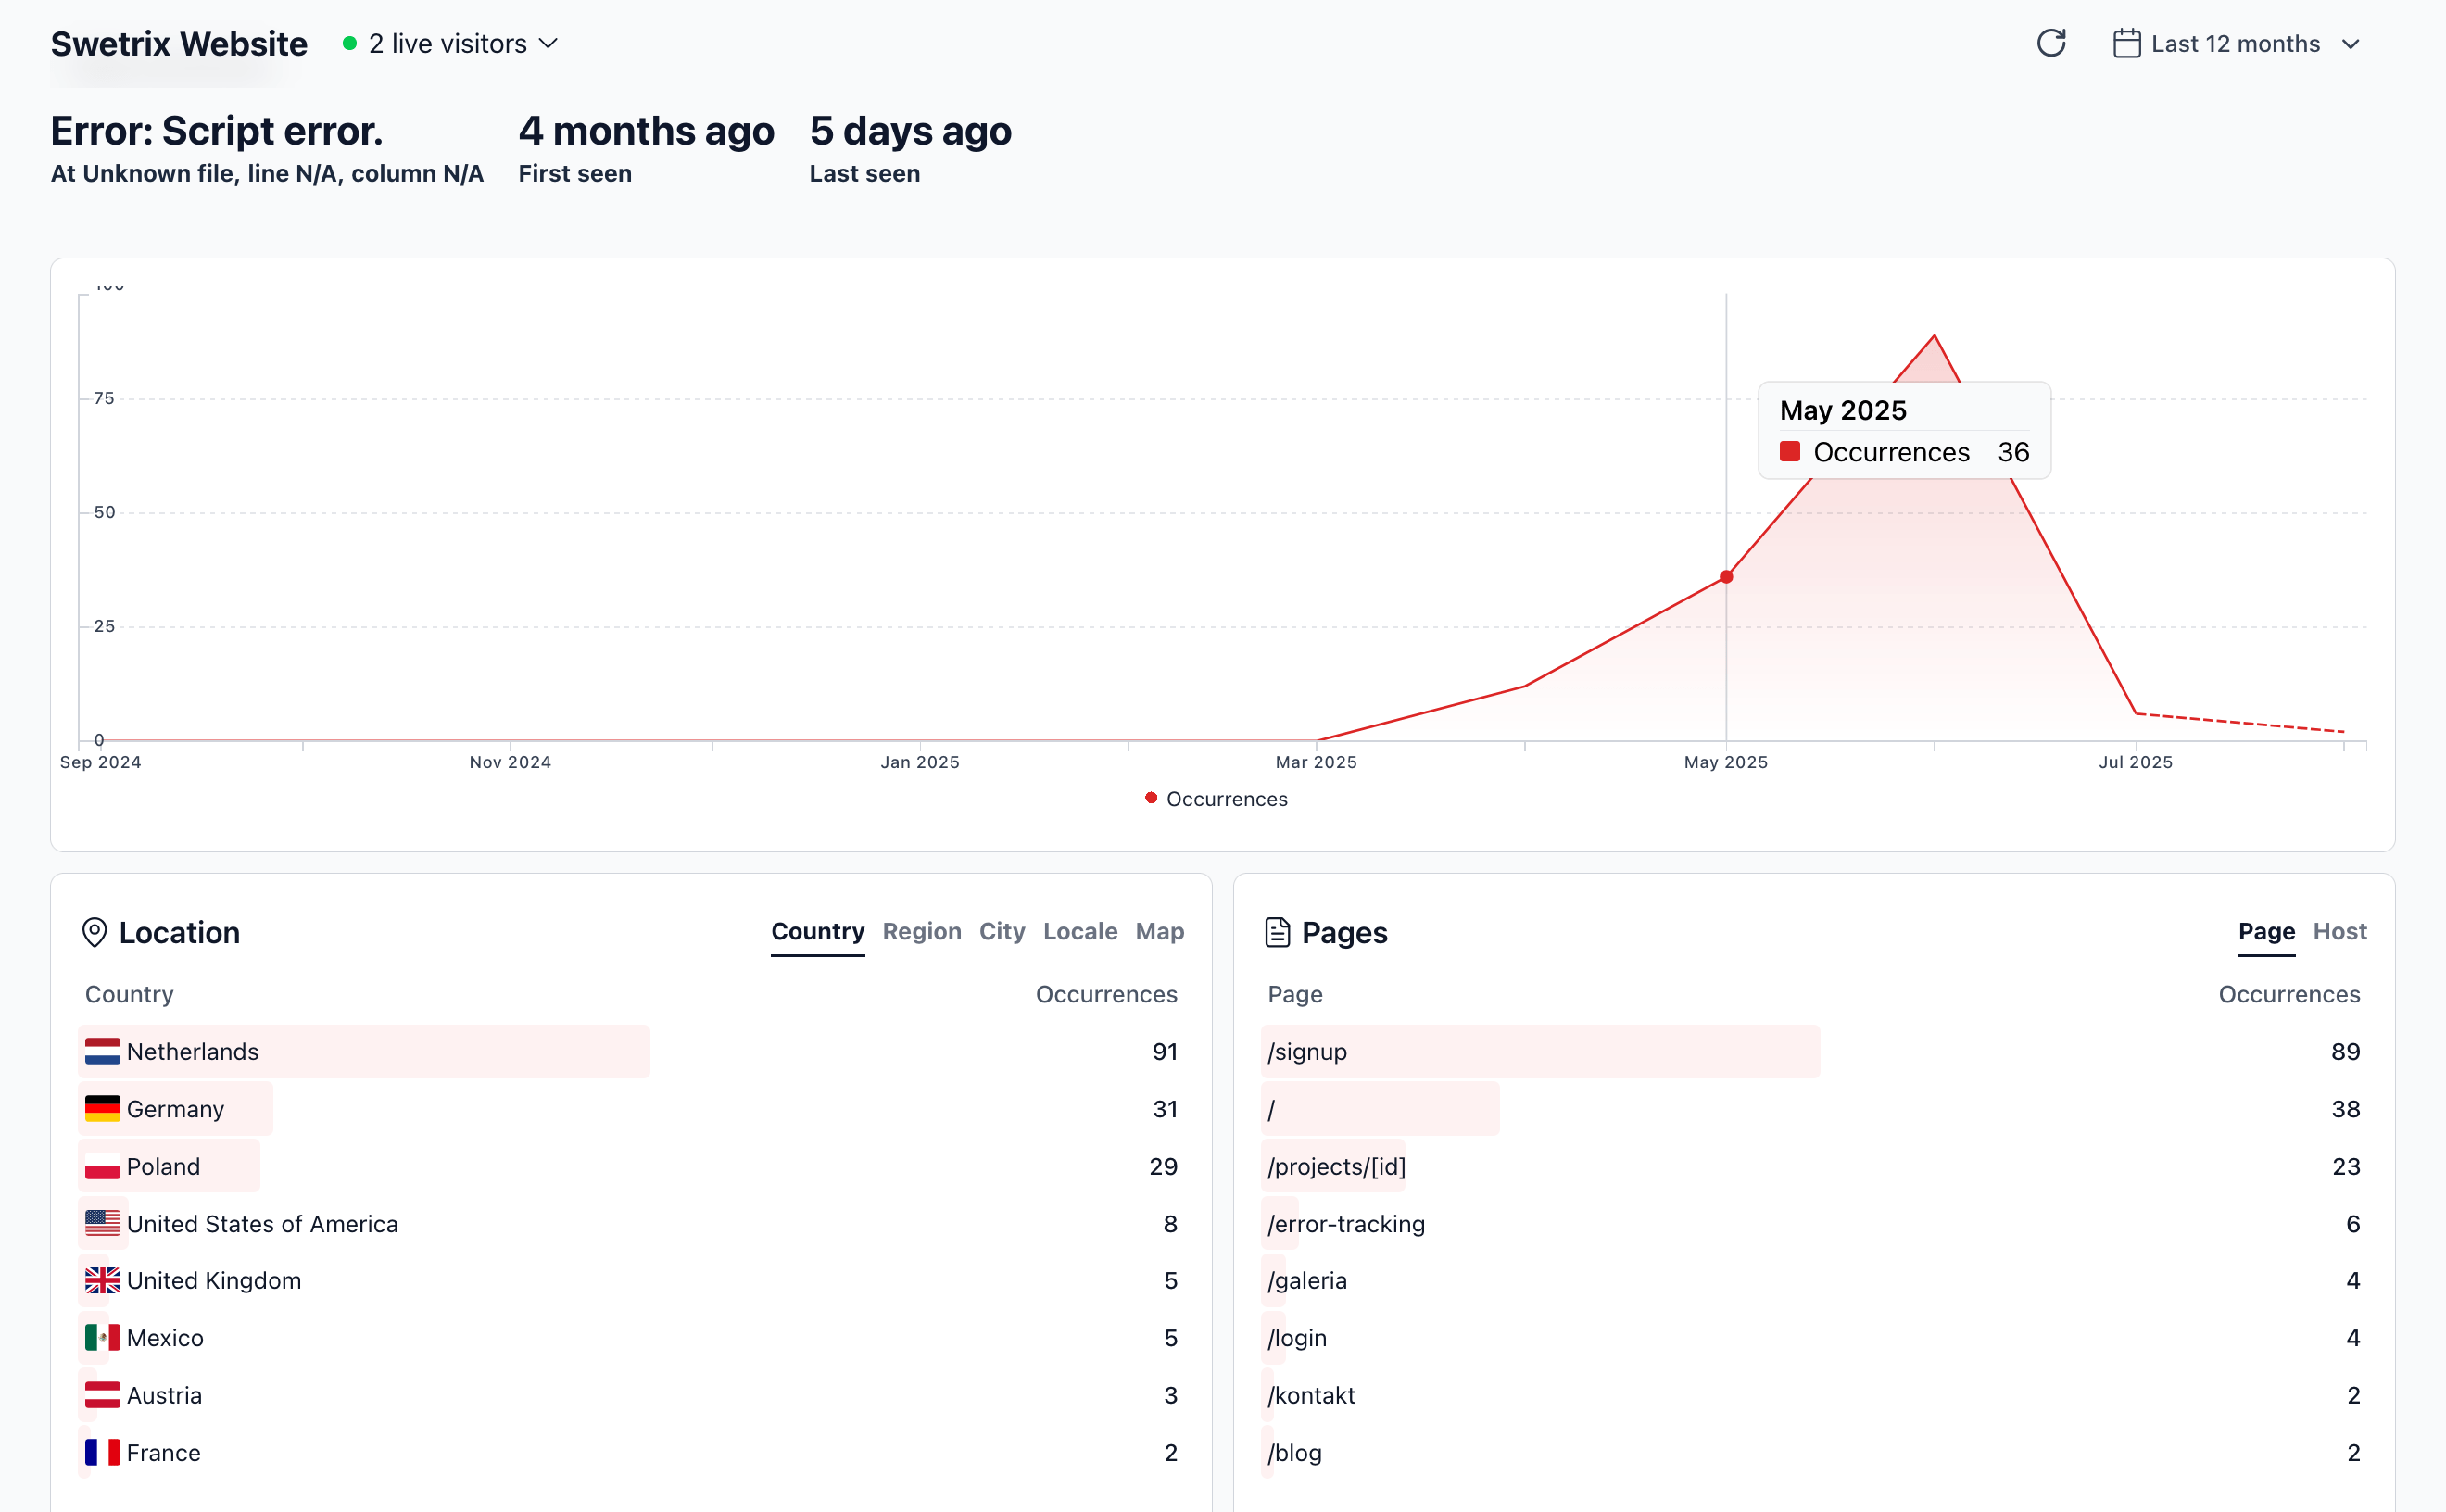 Swetrix Website
2 live visitors
Last 12 months
Error: Script error.
At Unknown file, line N/A, column N/A
4 months ago
First seen
5 days ago
Last seen
75
50
25
0
May 2025
Occurrences 36
Sep 2024 Nov 2024 Jan 2025 Mar 2025 May 2025 Jul 2025
Occurrences
Location
Country Region City Locale Map
Country Occurrences
Netherlands 91
Germany 31
Poland 29
United States of America 8
United Kingdom 5
Mexico 5
Austria 3
France 2
Pages
Page Host
Page Occurrences
/signup 89
/ 38
/projects/[id] 23
/error-tracking 6
/galeria 4
/login 4
/kontakt 2
/blog 2